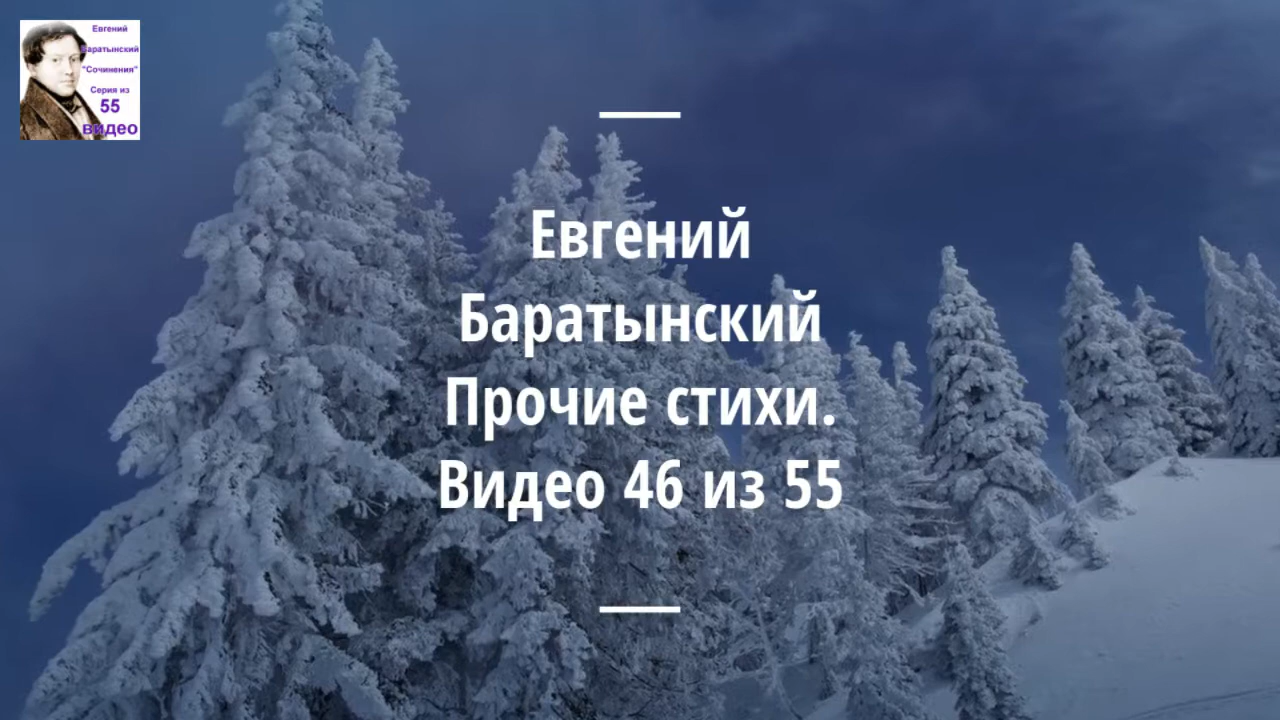 Евгений
Баратынский
"Сочинения"
Серия из
55
видео
Евгений
Баратынский
Прочие стихи.
Видео 46 из 55